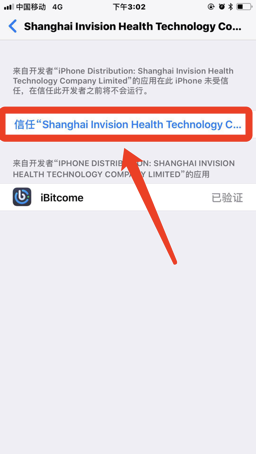 中国移动 4G 下午3:02
Shanghai Invision Health Technology Co...
来自开发者“iPhone Distribution: Shanghai Invision Health
Technology Company Limited”的应用在此 iPhone 未受信
任，在信任此开发者之前将不会运行。
信任“Shanghai Invision Health Technology C...
来自开发者“IPHONE DISTRIBUTION: SHANGHAI INVISION
HEALTH TECHNOLOGY COMPANY LIMITED”的应用
iBitcome 已验证